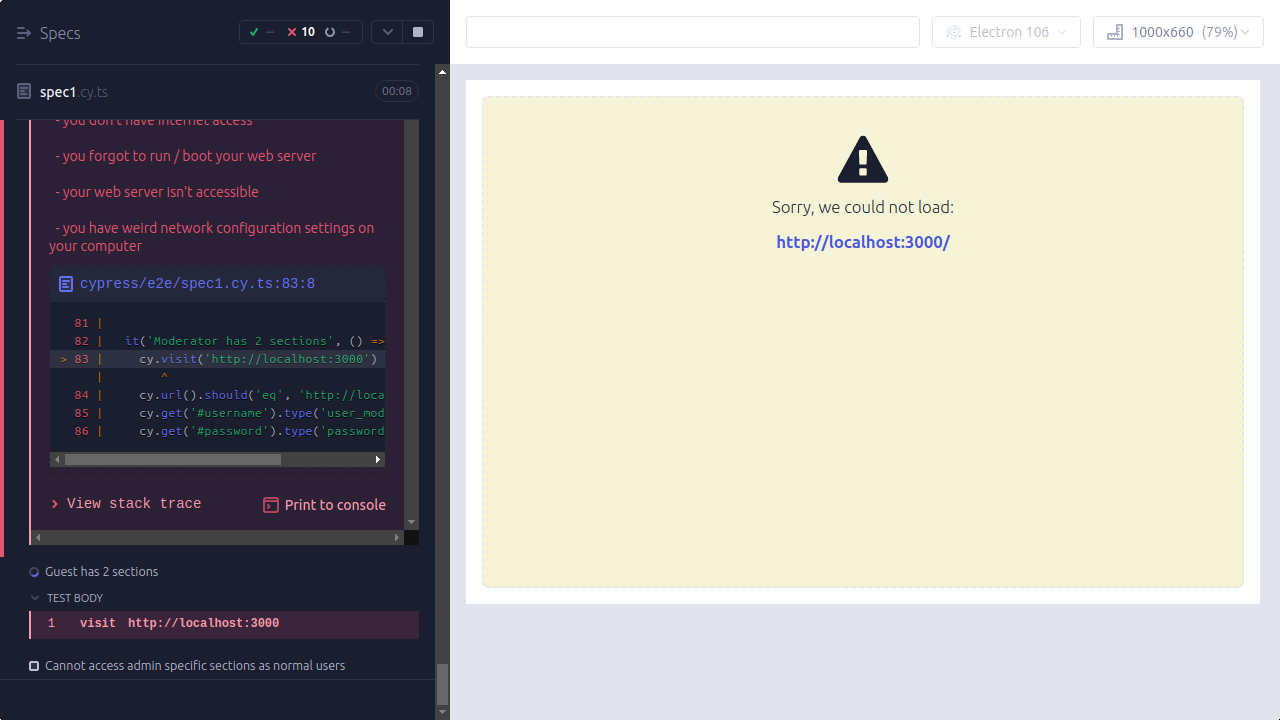 Specs
-- 10 --
spec1.cy.ts
00:08
- you don't have internet access
- you forgot to run / boot your web server
- your web server isn't accessible
- you have weird network configuration settings on
your computer
cypress/e2e/spec1.cy.ts:83:8
81 |
82 | it('Moderator has 2 sections', () =>
> 83 | cy.visit('http://localhost:3000')
| ^
84 | cy.url().should('eq', 'http://loca
85 | cy.get('#username').type('user_mod
86 | cy.get('#password').type('password
View stack trace
Print to console
Guest has 2 sections
TEST BODY
1 visit http://localhost:3000
Cannot access admin specific sections as normal users
Electron 106
1000x660 (79%)
Sorry, we could not load:
http://localhost:3000/